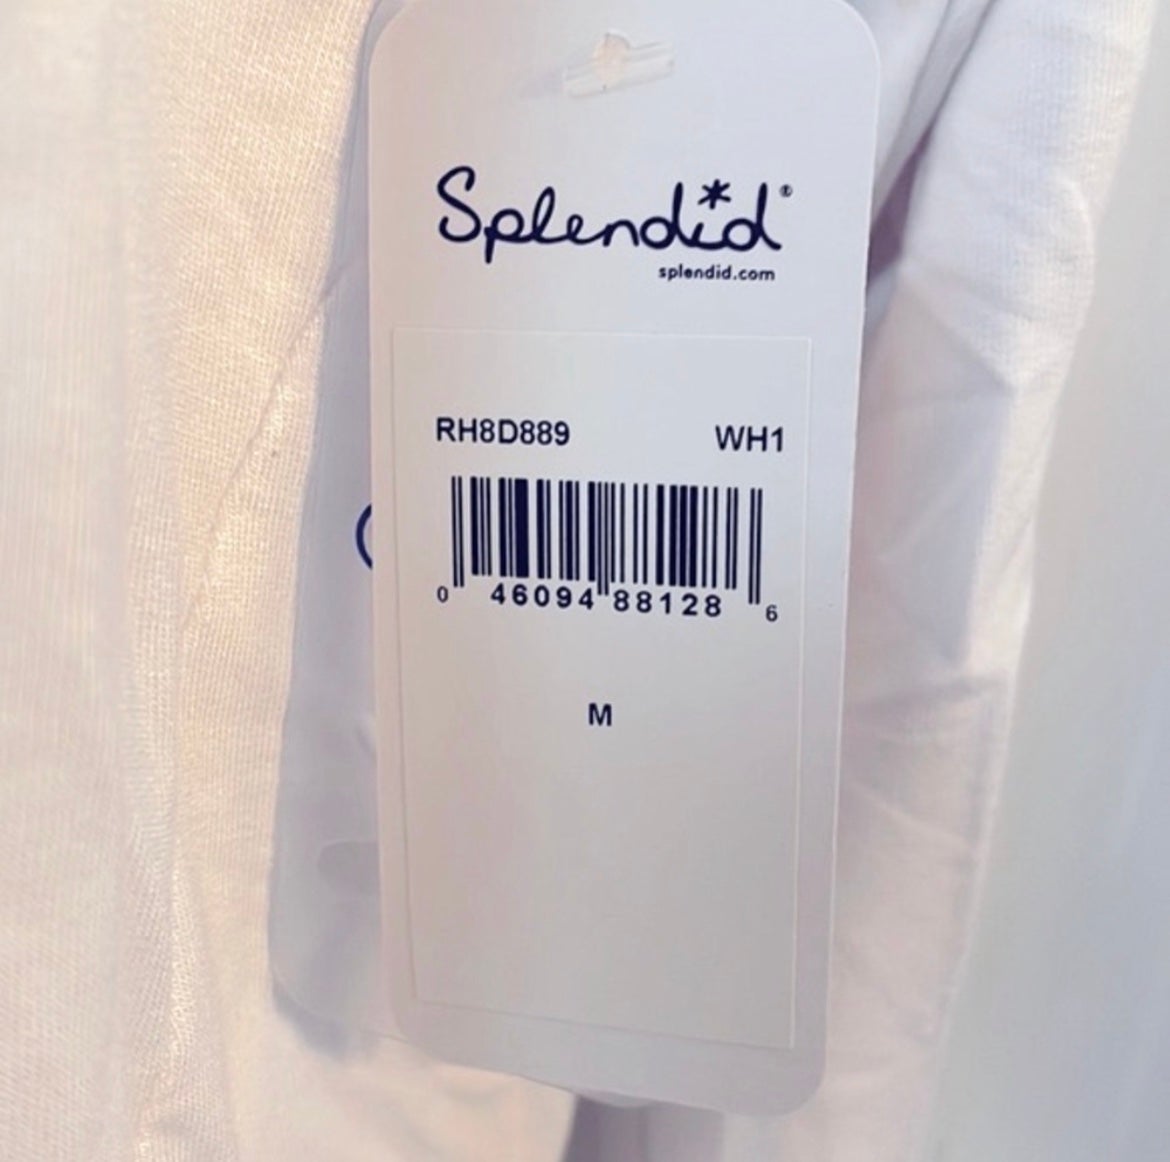 Splendid®
splendid.com
RH8D889 WH1
0 46094 88128 6
M